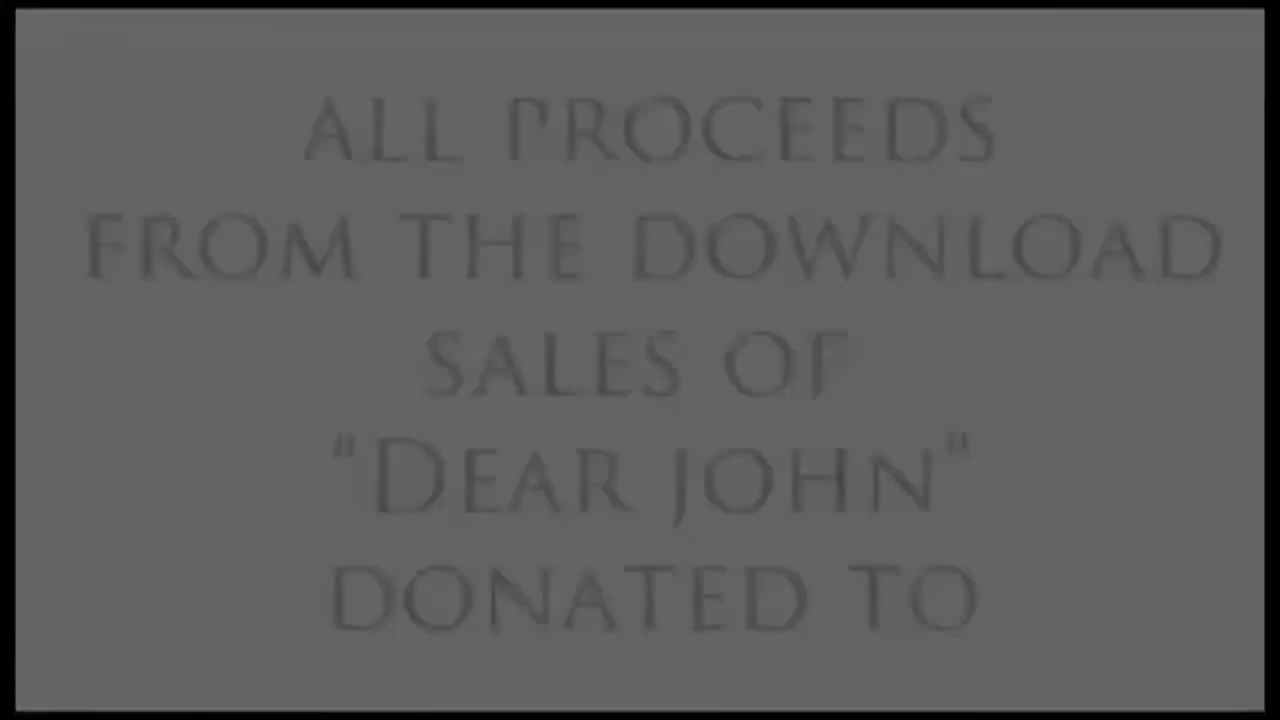 ALL PROCEEDS
FROM THE DOWNLOAD
SALES OF
"DEAR JOHN"
DONATED TO